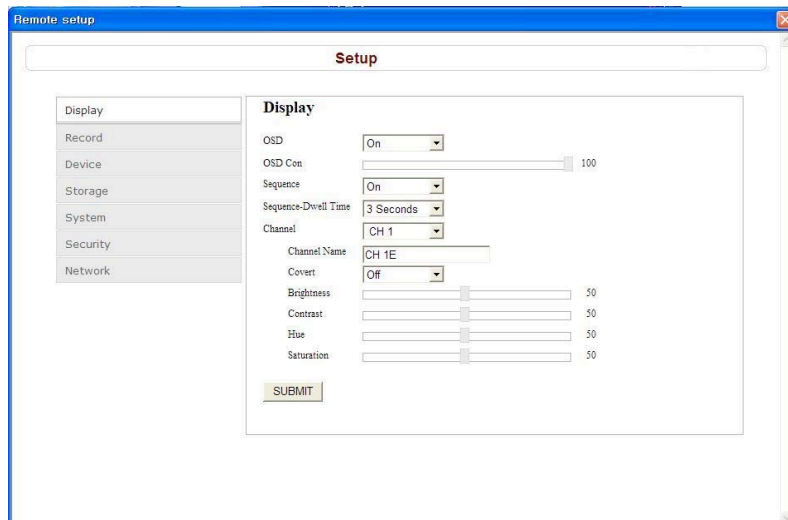 Remote setup
Setup
Display
Record
Device
Storage
System
Security
Network
Display
OSD On
OSD Con 100
Sequence On
Sequence-Dwell Time 3 Seconds
Channel CH 1
Channel Name CH 1E
Covert Off
Brightness 50
Contrast 50
Hue 50
Saturation 50
SUBMIT